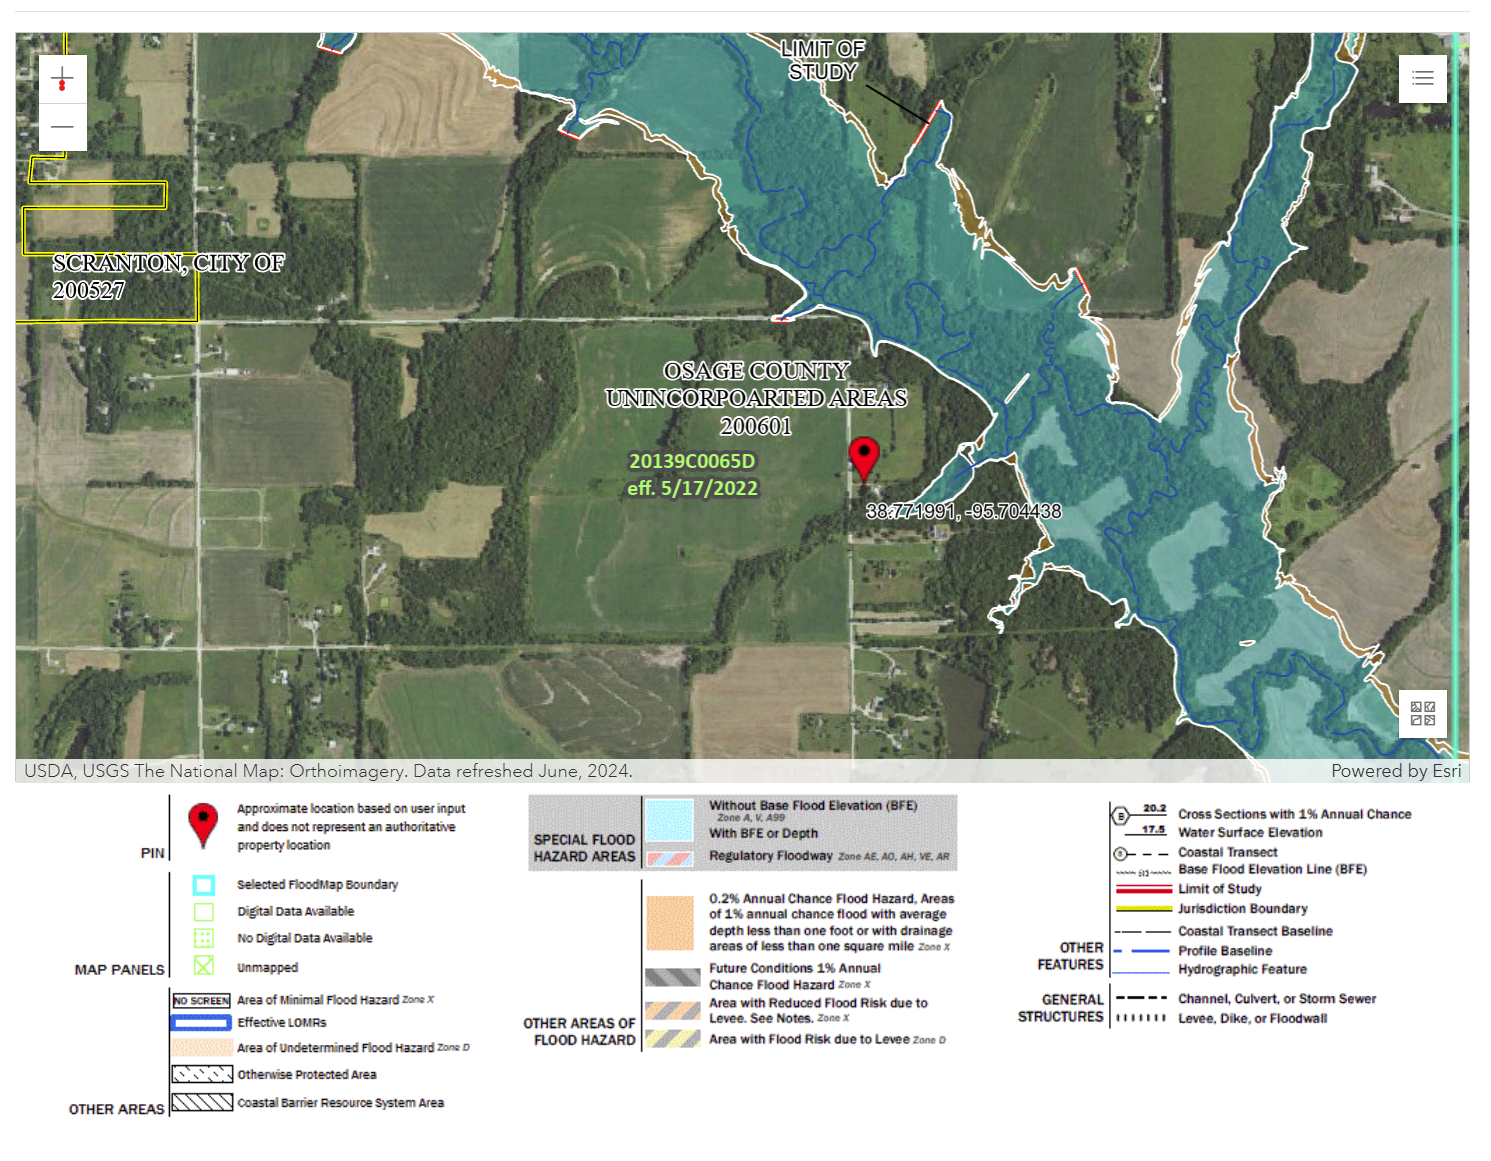 LIMIT OF
STUDY
SCRANTON, CITY OF
200527
OSAGE COUNTY
UNINCORPOARTED AREAS
200601
20139C0065D
eff. 5/17/2022
38.771991, -95.704438
USDA, USGS The National Map: Orthoimagery. Data refreshed June, 2024.
Powered by Esri
PIN
Approximate location based on user input
and does not represent an authoritative
property location
MAP PANELS
Selected FloodMap Boundary
Digital Data Available
No Digital Data Available
Unmapped
OTHER AREAS
NO SCREEN Area of Minimal Flood Hazard Zone X
Effective LOMRs
Area of Undetermined Flood Hazard Zone D
Otherwise Protected Area
Coastal Barrier Resource System Area
SPECIAL FLOOD
HAZARD AREAS
Without Base Flood Elevation (BFE)
Zone A, V, A99
With BFE or Depth
Regulatory Floodway Zone AE, AO, AH, VE, AR
OTHER AREAS OF
FLOOD HAZARD
0.2% Annual Chance Flood Hazard, Areas
of 1% annual chance flood with average
depth less than one foot or with drainage
areas of less than one square mile Zone X
Future Conditions 1% Annual
Chance Flood Hazard Zone X
Area with Reduced Flood Risk due to
Levee. See Notes. Zone X
Area with Flood Risk due to Levee Zone D
OTHER
FEATURES
B 20.2 Cross Sections with 1% Annual Chance
17.5 Water Surface Elevation
8 Coastal Transect
513 Base Flood Elevation Line (BFE)
Limit of Study
Jurisdiction Boundary
Coastal Transect Baseline
Profile Baseline
Hydrographic Feature
GENERAL
STRUCTURES
Channel, Culvert, or Storm Sewer
Levee, Dike, or Floodwall